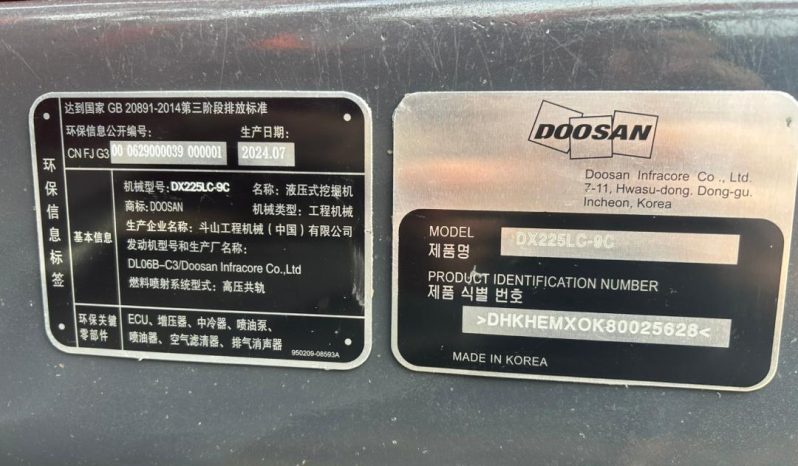 达到国家 GB 20891-2014第三阶段排放标准
环保信息公开编号: 生产日期:
CN FJ G3 00 0629000039 000001 2024.07
环保信息标签
基本信息
机械型号: DX225LC-9C 名称: 液压式挖掘机
商标: DOOSAN 机械类型: 工程机械
生产企业名称: 斗山工程机械（中国）有限公司
发动机型号和生产厂名称:
DL06B-C3/Doosan Infracore Co.,Ltd
燃料喷射系统型式: 高压共轨
环保关键
零部件
ECU、增压器、中冷器、喷油泵、
喷油器、空气滤清器、排气消声器
950209-08593A
DOOSAN
Doosan Infracore Co ., Ltd.
7-11, Hwasu-dong. Dong-gu.
Incheon, Korea
MODEL
제품명
DX225LC-9C
PRODUCT IDENTIFICATION NUMBER
제품 식별 번호
>DHKHEMXOK80025628<
MADE IN KOREA